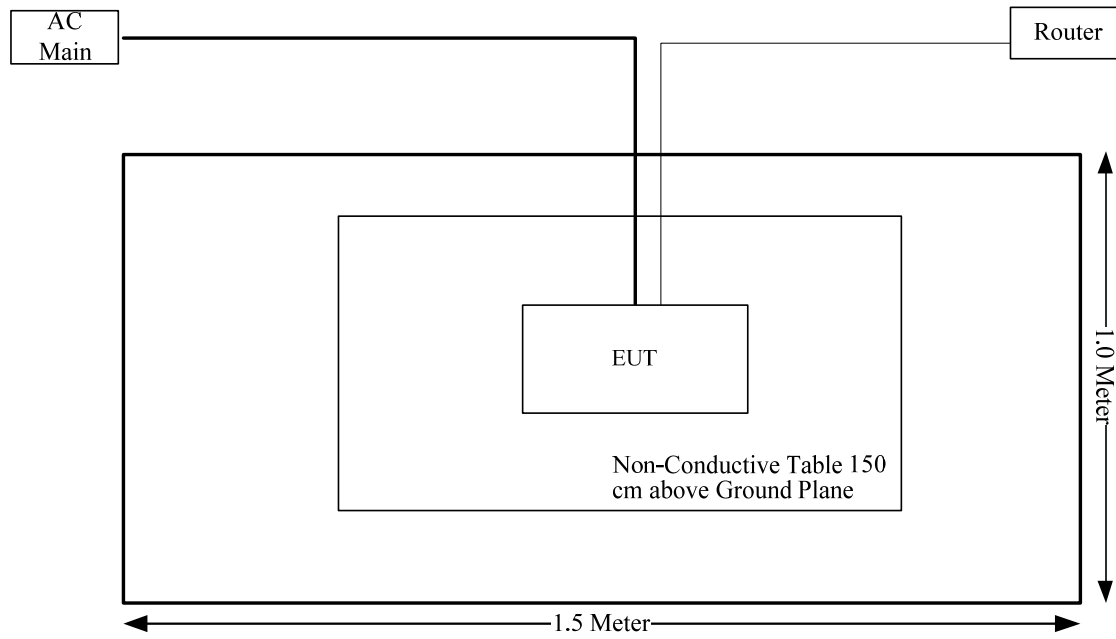 AC
Main
Router
EUT
Non-Conductive Table 150
cm above Ground Plane
1.0 Meter
1.5 Meter